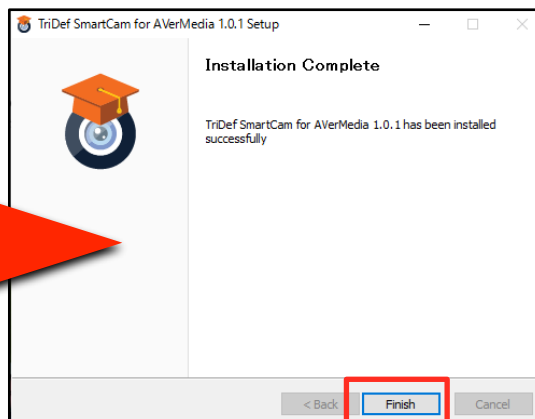 TriDef SmartCam for AVerMedia 1.0.1 Setup
Installation Complete
TriDef SmartCam for AVerMedia 1.0.1 has been installed
successfully
< Back
Finish
Cancel